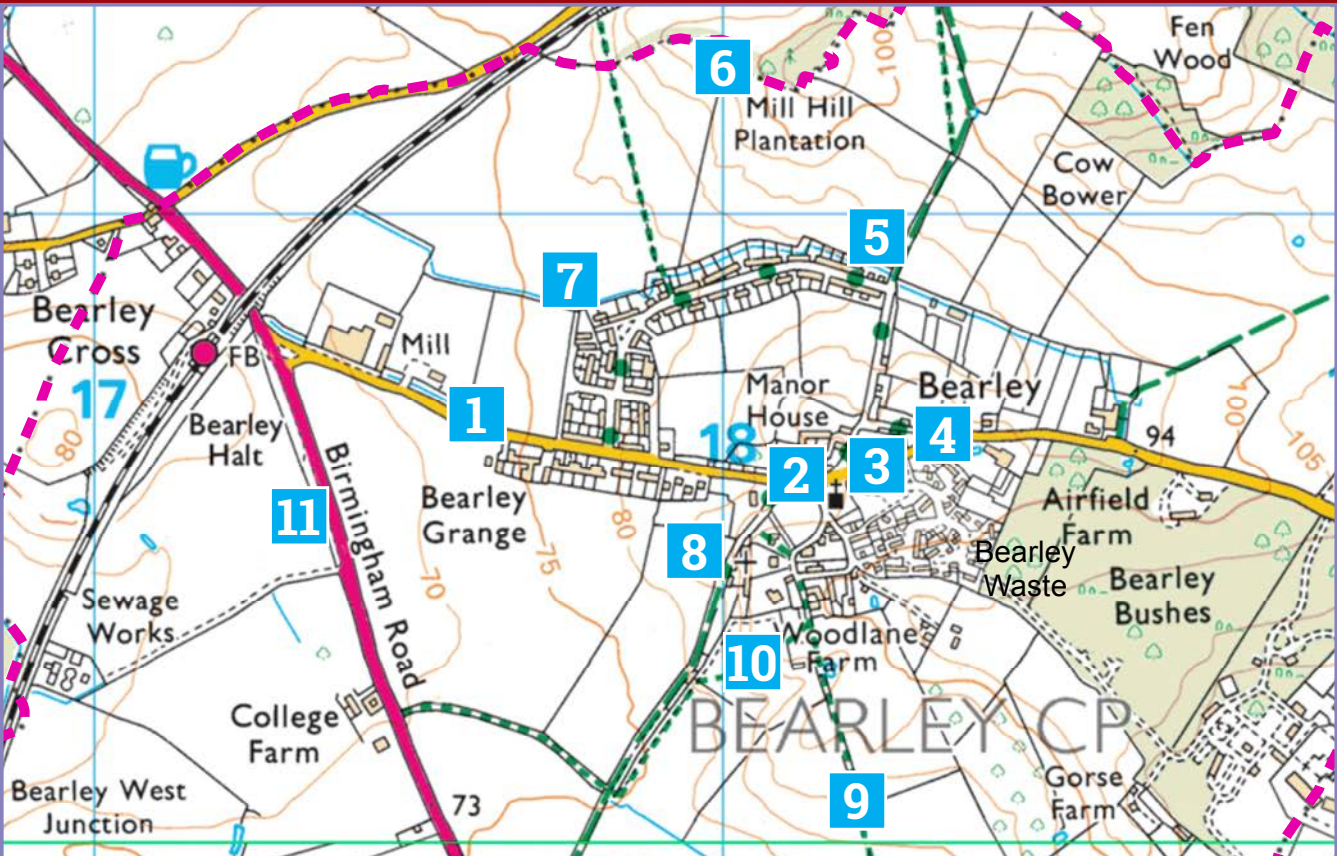 Fen
Wood
6
100
Mill Hill
Plantation
Cow
Bower
5
7
Bearley
Cross
FB
Mill
17
Manor
House
Bearley
100
1
4
80
Bearley
Halt
18
94
2
3
105
Birmingham Road
Bearley
Grange
80
75
Airfield
Farm
11
8
Bearley
Waste
Bearley
Bushes
70
Sewage
Works
Woodlane
Farm
10
BEARLEY CP
College
Farm
Gorse
Farm
Bearley West
Junction
73
9